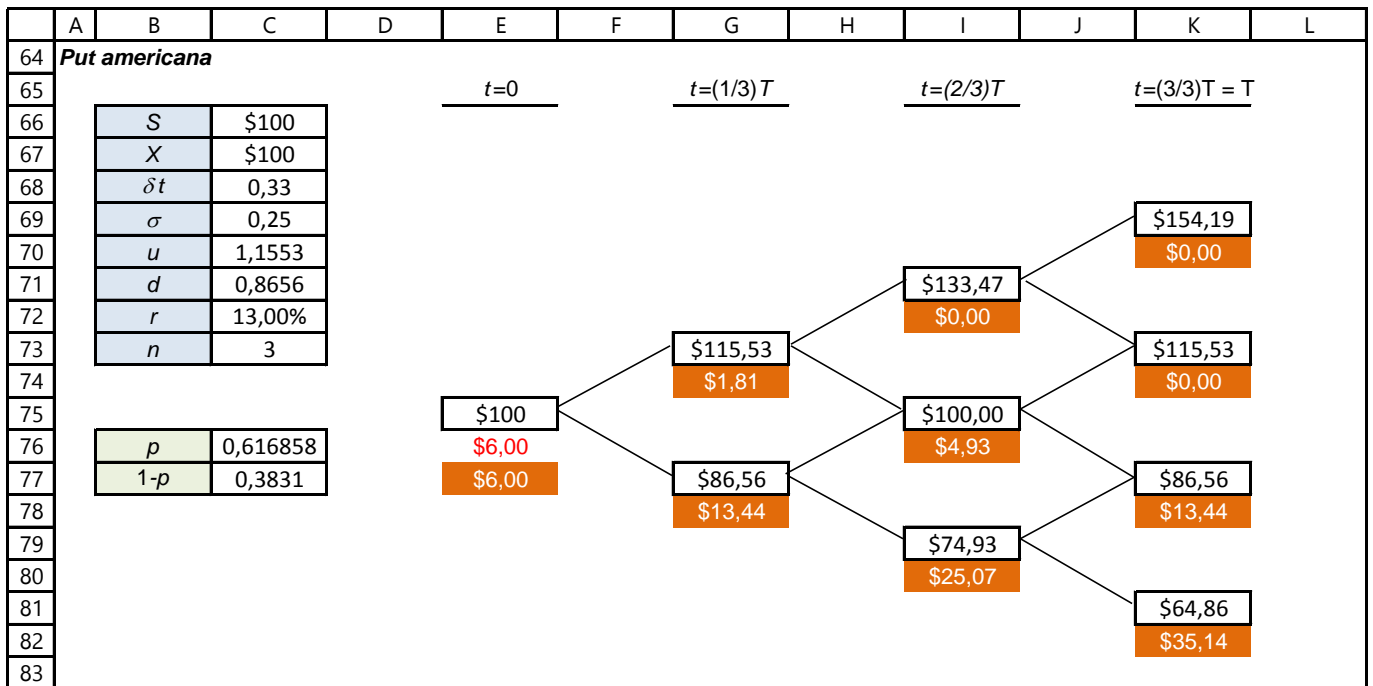 A B C D E F G H I J K L
64 Put americana
65 t=0 t=(1/3)T t=(2/3)T t=(3/3)T = T
66 S $100
67 X $100
68 δt 0,33
69 σ 0,25 $154,19
70 u 1,1553 $0,00
71 d 0,8656 $133,47
72 r 13,00% $0,00
73 n 3 $115,53 $115,53
74 $1,81 $0,00
75 $100 $100,00
76 p 0,616858 $6,00 $4,93
77 1-p 0,3831 $6,00 $86,56 $86,56
78 $13,44 $13,44
79 $74,93
80 $25,07
81 $64,86
82 $35,14
83